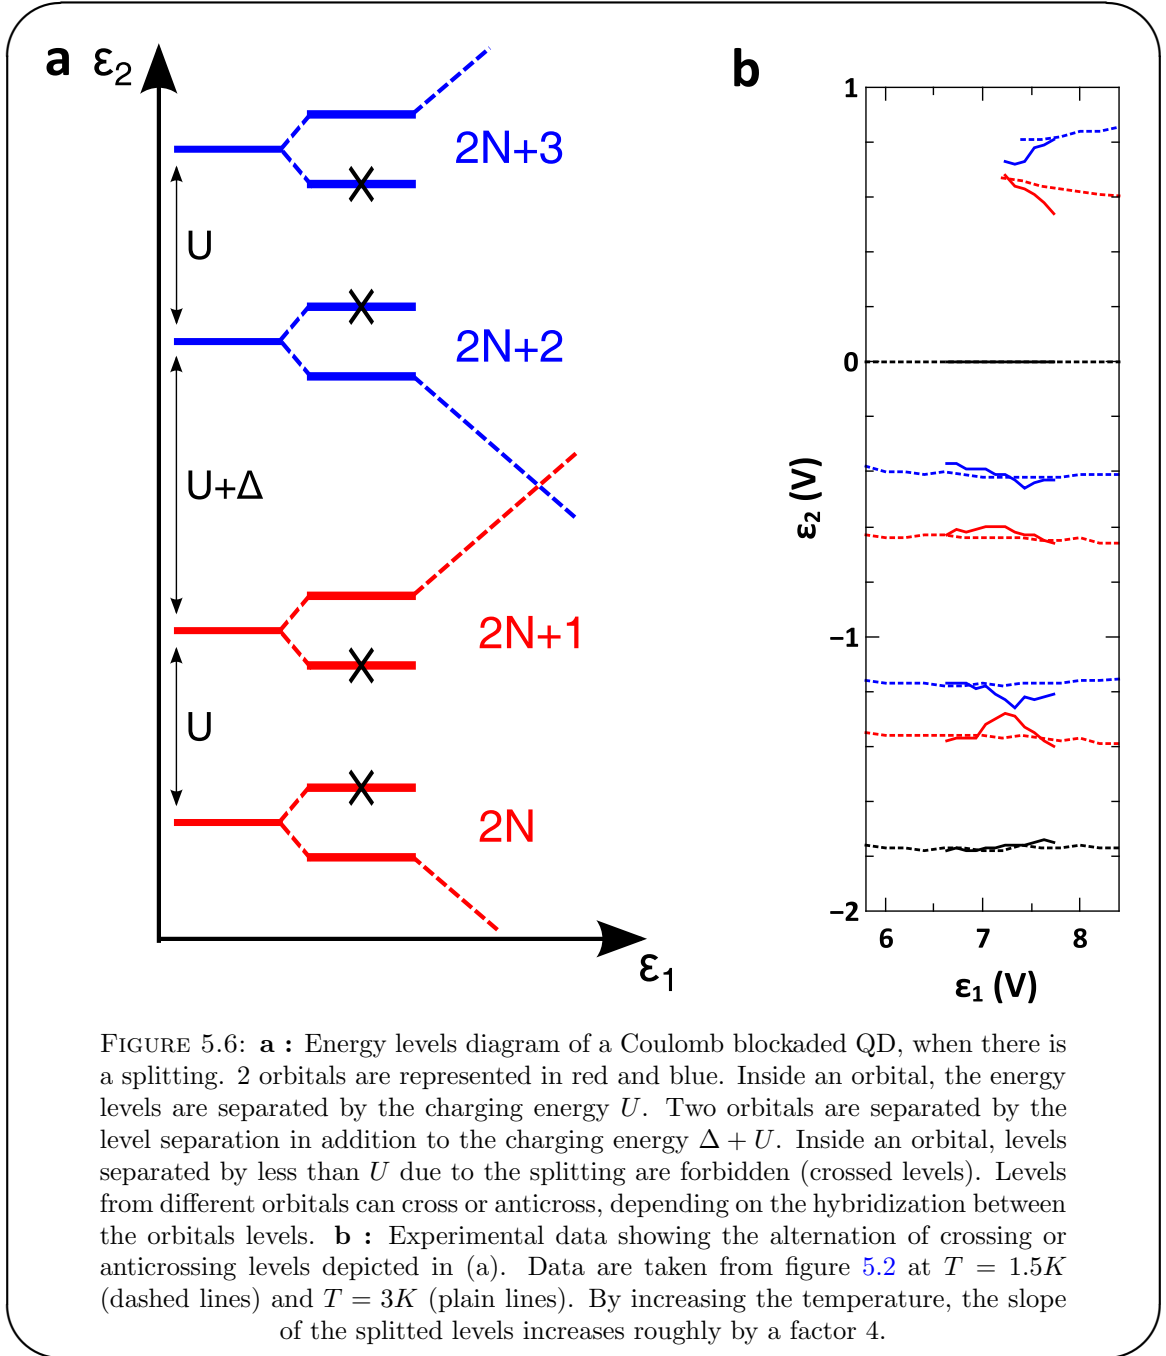 a
ε2
2N+3
U
2N+2
U+Δ
2N+1
U
2N
ε1
b
1
0
−1
−2
ε2 (V)
6 7 8
ε1 (V)
FIGURE 5.6: a : Energy levels diagram of a Coulomb blockaded QD, when there is
a splitting. 2 orbitals are represented in red and blue. Inside an orbital, the energy
levels are separated by the charging energy U. Two orbitals are separated by the
level separation in addition to the charging energy Δ + U. Inside an orbital, levels
separated by less than U due to the splitting are forbidden (crossed levels). Levels
from different orbitals can cross or anticross, depending on the hybridization between
the orbitals levels. b : Experimental data showing the alternation of crossing or
anticrossing levels depicted in (a). Data are taken from figure 5.2 at T = 1.5K
(dashed lines) and T = 3K (plain lines). By increasing the temperature, the slope
of the splitted levels increases roughly by a factor 4.